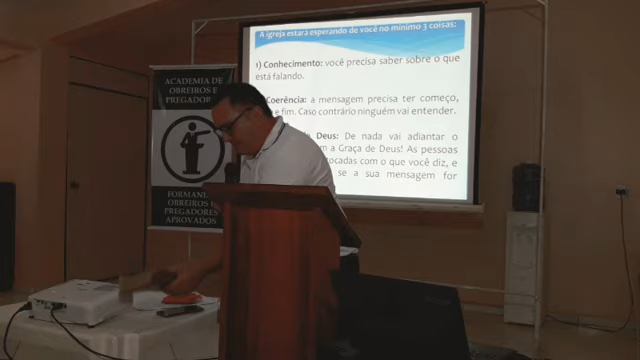 A igreja estará esperando de você no mínimo 3 coisas:
1) Conhecimento: você precisa saber sobre o que
está falando.
Coerência: a mensagem precisa ter começo,
e fim. Caso contrário ninguém vai entender.
Deus: De nada vai adiantar o
a Graça de Deus! As pessoas
tocadas com o que você diz, e
se a sua mensagem for
ACADEMIA DE
OBREIROS E
PREGADOR
OBREIROS E
PREGADORES
APROVADOS